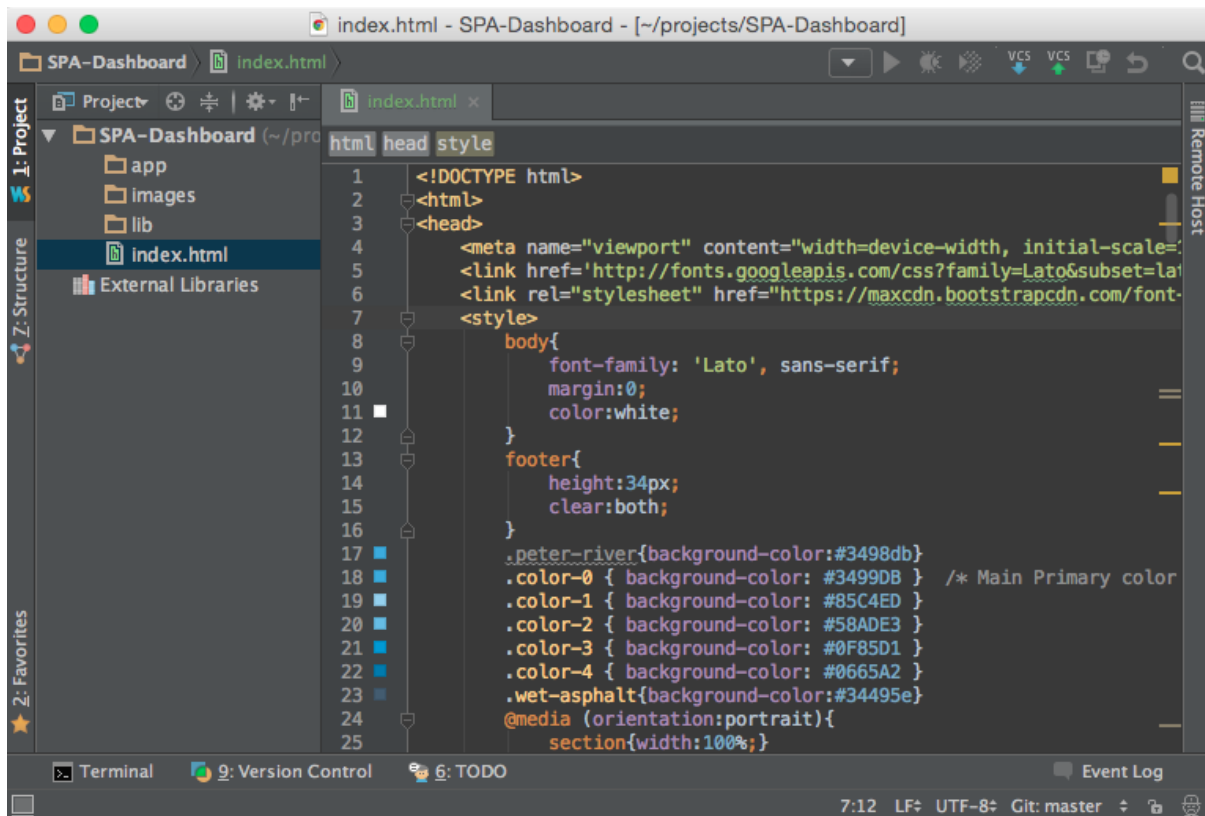 index.html - SPA-Dashboard - [~/projects/SPA-Dashboard]
SPA-Dashboard index.html
VCS VCS
1: Project
Z: Structure
2: Favorites
Project
SPA-Dashboard (~/pro
app
images
lib
index.html
External Libraries
index.html ×
html head style
1 <!DOCTYPE html>
2 <html>
3 <head>
4 <meta name="viewport" content="width=device-width, initial-scale=1
5 <link href='http://fonts.googleapis.com/css?family=Lato&subset=lat
6 <link rel="stylesheet" href="https://maxcdn.bootstrapcdn.com/font-
7 <style>
8 body{
9 font-family: 'Lato', sans-serif;
10 margin:0;
11 color:white;
12 }
13 footer{
14 height:34px;
15 clear:both;
16 }
17 .peter-river{background-color:#3498db}
18 .color-0 { background-color: #3499DB } /* Main Primary color
19 .color-1 { background-color: #85C4ED }
20 .color-2 { background-color: #58ADE3 }
21 .color-3 { background-color: #0F85D1 }
22 .color-4 { background-color: #0665A2 }
23 .wet-asphalt{background-color:#34495e}
24 @media (orientation:portrait){
25 section{width:100%;}
Remote Host
Terminal 9: Version Control 6: TODO Event Log
7:12 LF UTF-8 Git: master